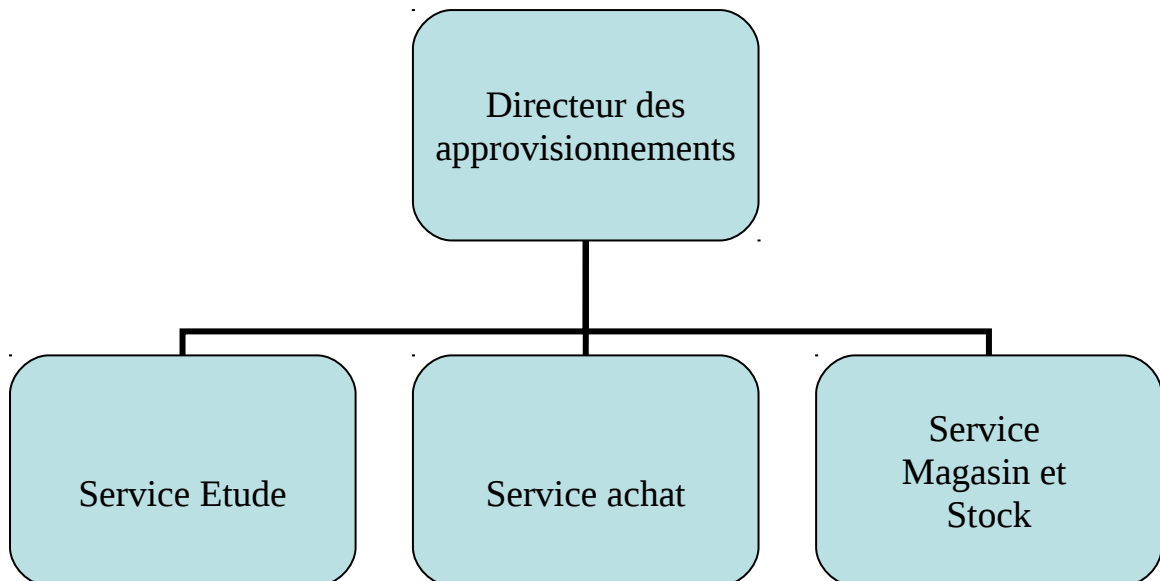 Directeur des
approvisionnements
Service Etude
Service achat
Service
Magasin et
Stock